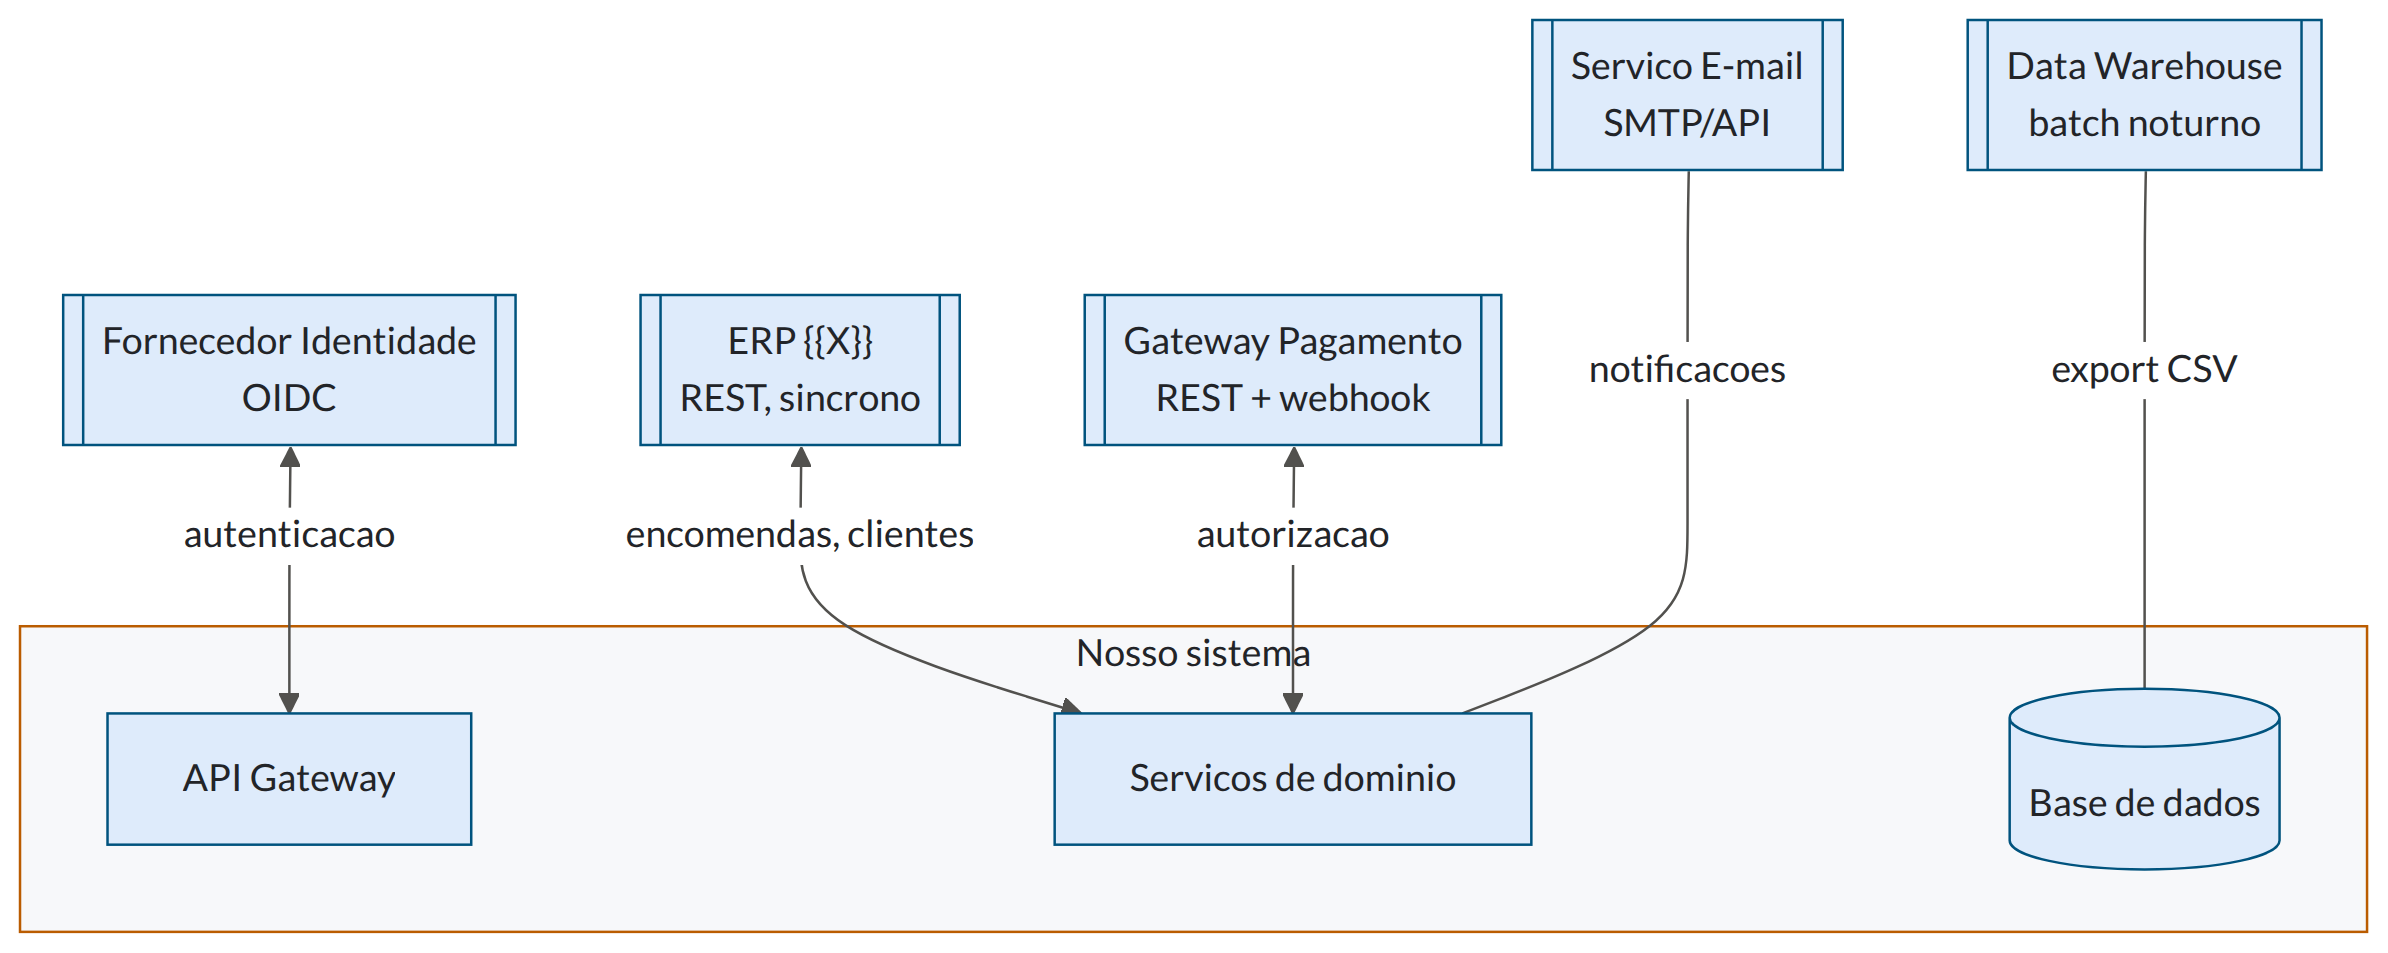 Servico E-mail
SMTP/API
Data Warehouse
batch noturno
Fornecedor Identidade
OIDC
ERP {{X}}
REST, sincrono
Gateway Pagamento
REST + webhook
notificacoes
export CSV
autenticacao
encomendas, clientes
autorizacao
Nosso sistema
API Gateway
Servicos de dominio
Base de dados